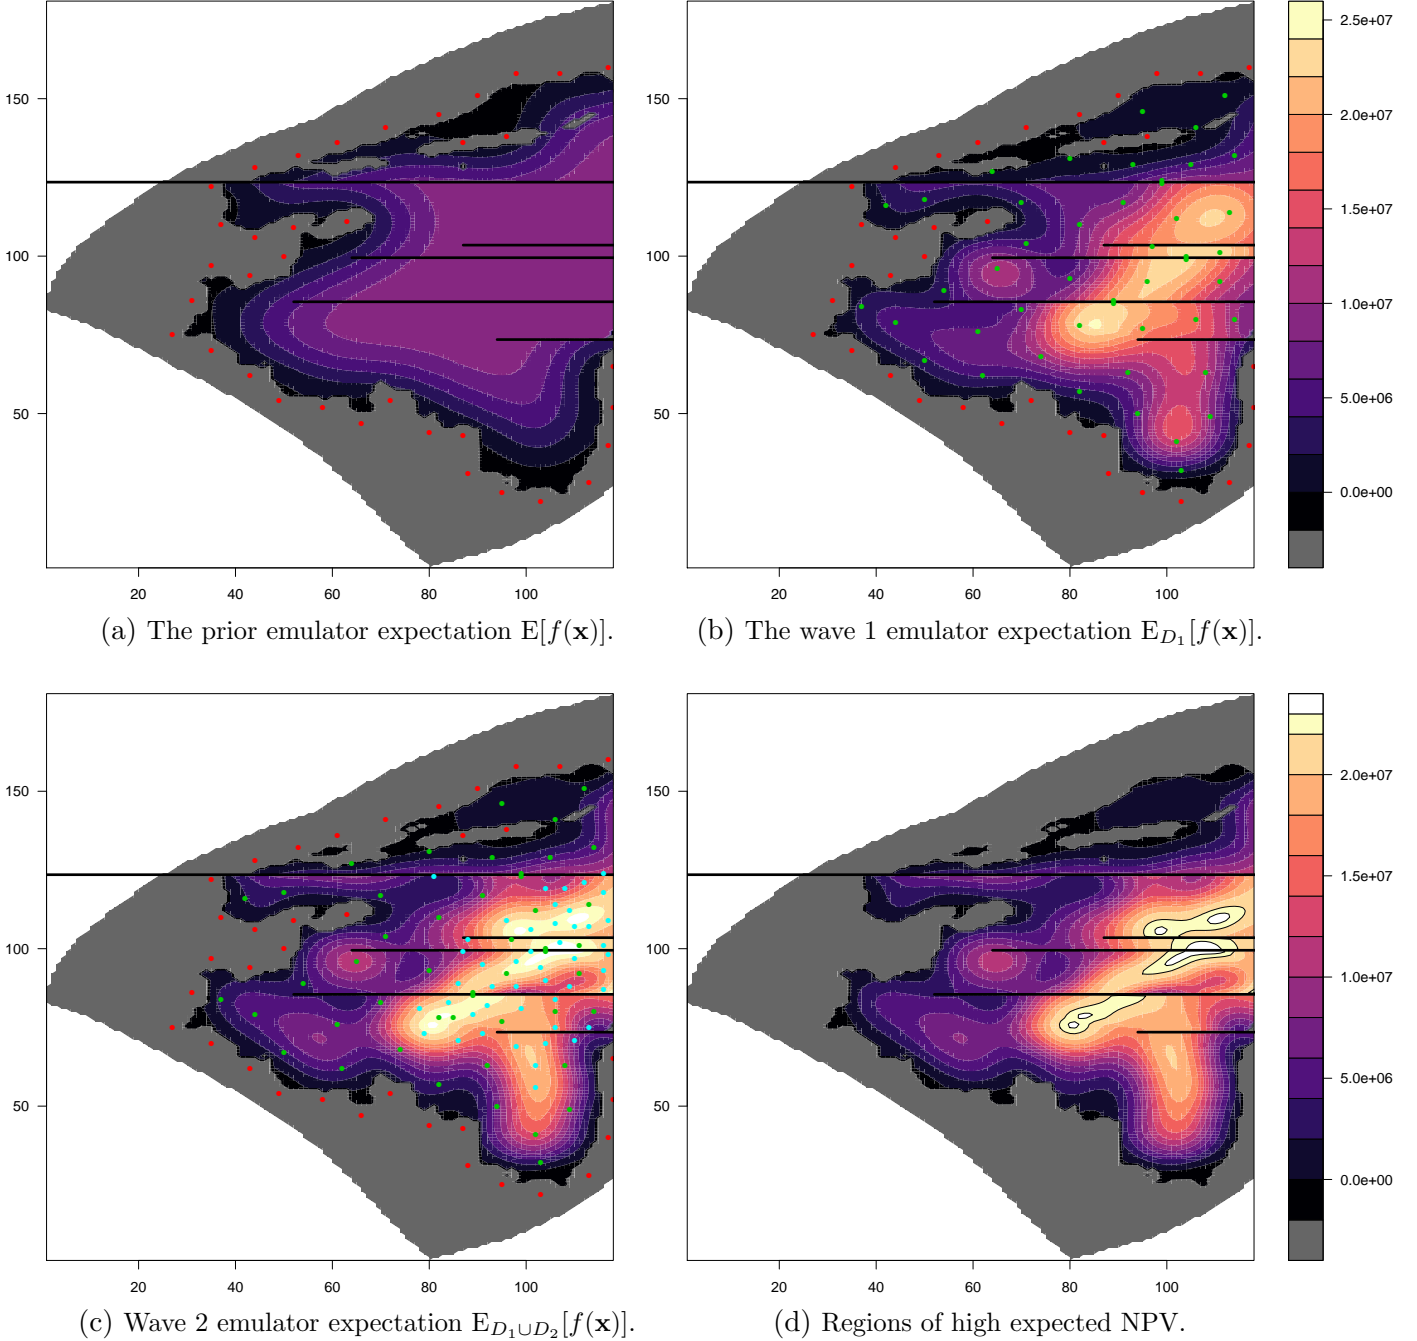 150
100
50
20
40
60
80
100
20
40
60
80
100
2.5e+07
2.0e+07
1.5e+07
1.0e+07
5.0e+06
0.0e+00
(a) The prior emulator expectation E[f(x)].
(b) The wave 1 emulator expectation E_{D_1}[f(x)].
150
100
50
150
100
50
20
40
60
80
100
20
40
60
80
100
2.0e+07
1.5e+07
1.0e+07
5.0e+06
0.0e+00
(c) Wave 2 emulator expectation E_{D_1∪D_2}[f(x)].
(d) Regions of high expected NPV.